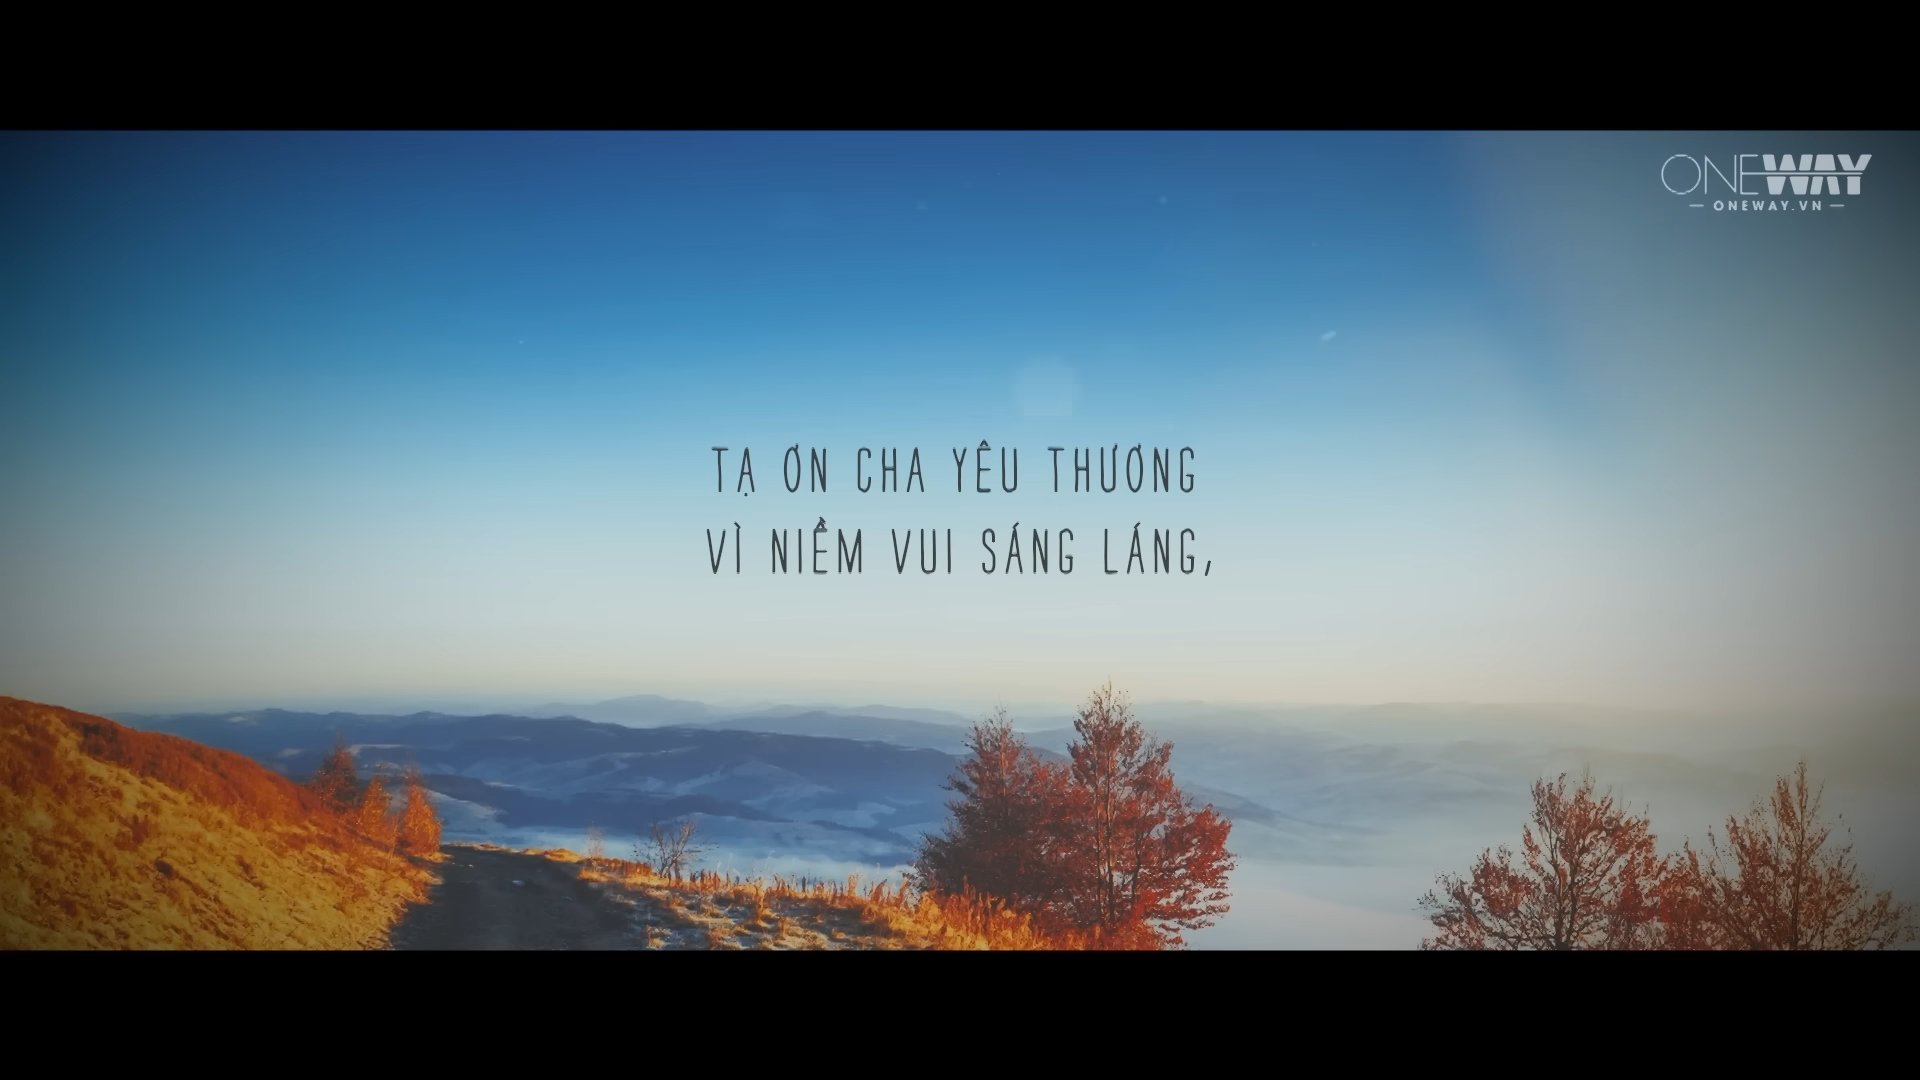 ONEWAY
ONEWAY.VN
TẠ ƠN CHA YÊU THƯƠNG
VÌ NIỀM VUI SÁNG LÁNG,